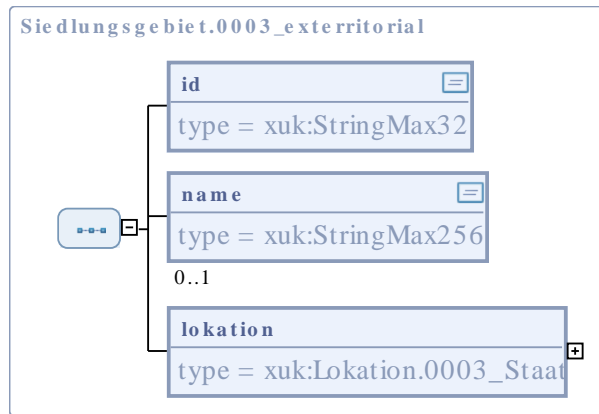 Siedlungsgebiet.0003_exterritorial
id
type = xuk:StringMax32
name
type = xuk:StringMax256
0..1
lokation
type = xuk:Lokation.0003_Staat